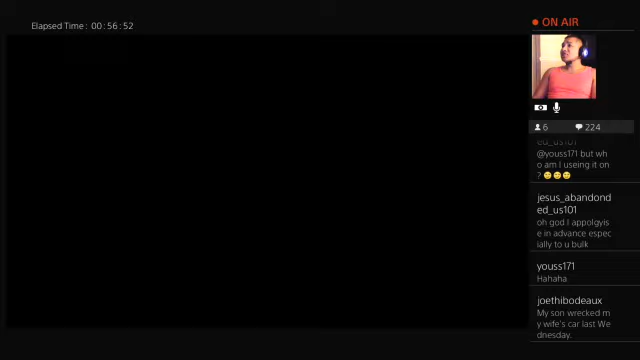 Elapsed Time : 00 : 56 : 52
ON AIR
6 224
ed_us101
@youss171 but wh
o am I useing it on
?
jesus_abandond
ed_us101
oh god I appolgyis
e in advance espec
ially to u bulk
youss171
Hahaha
joethibodeaux
My son wrecked m
y wife's car last We
dnesday.